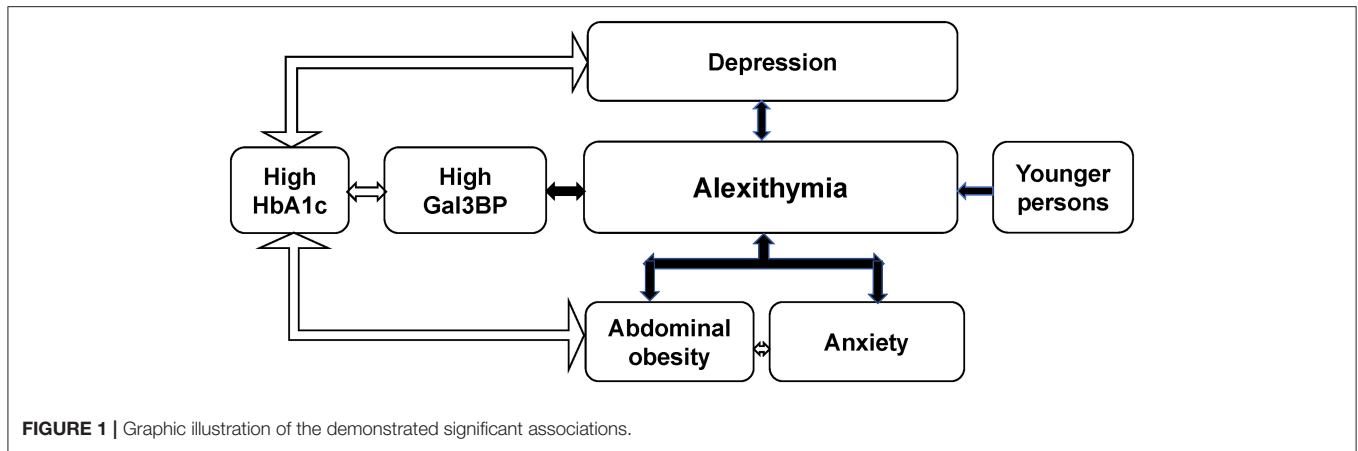 Depression
High
HbA1c
High
Gal3BP
Alexithymia
Younger
persons
Abdominal
obesity
Anxiety
FIGURE 1 | Graphic illustration of the demonstrated significant associations.